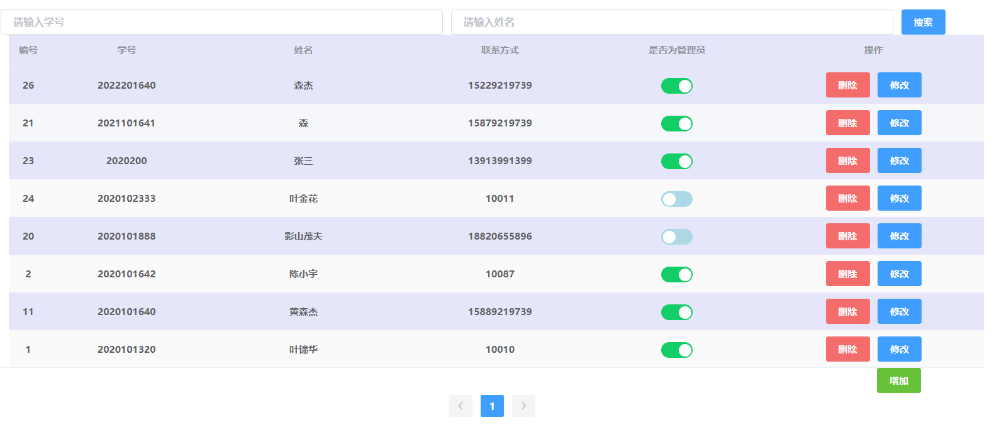 请输入学号 请输入姓名 搜索
编号 学号 姓名 联系方式 是否为管理员 操作
26 2022201640 森杰 15229219739 删除 修改
21 2021101641 森 15879219739 删除 修改
23 2020200 张三 13913991399 删除 修改
24 2020102333 叶金花 10011 删除 修改
20 2020101888 影山茂夫 18820655896 删除 修改
2 2020101642 陈小宇 10087 删除 修改
11 2020101640 黄森杰 15889219739 删除 修改
1 2020101320 叶锦华 10010 删除 修改
增加
1